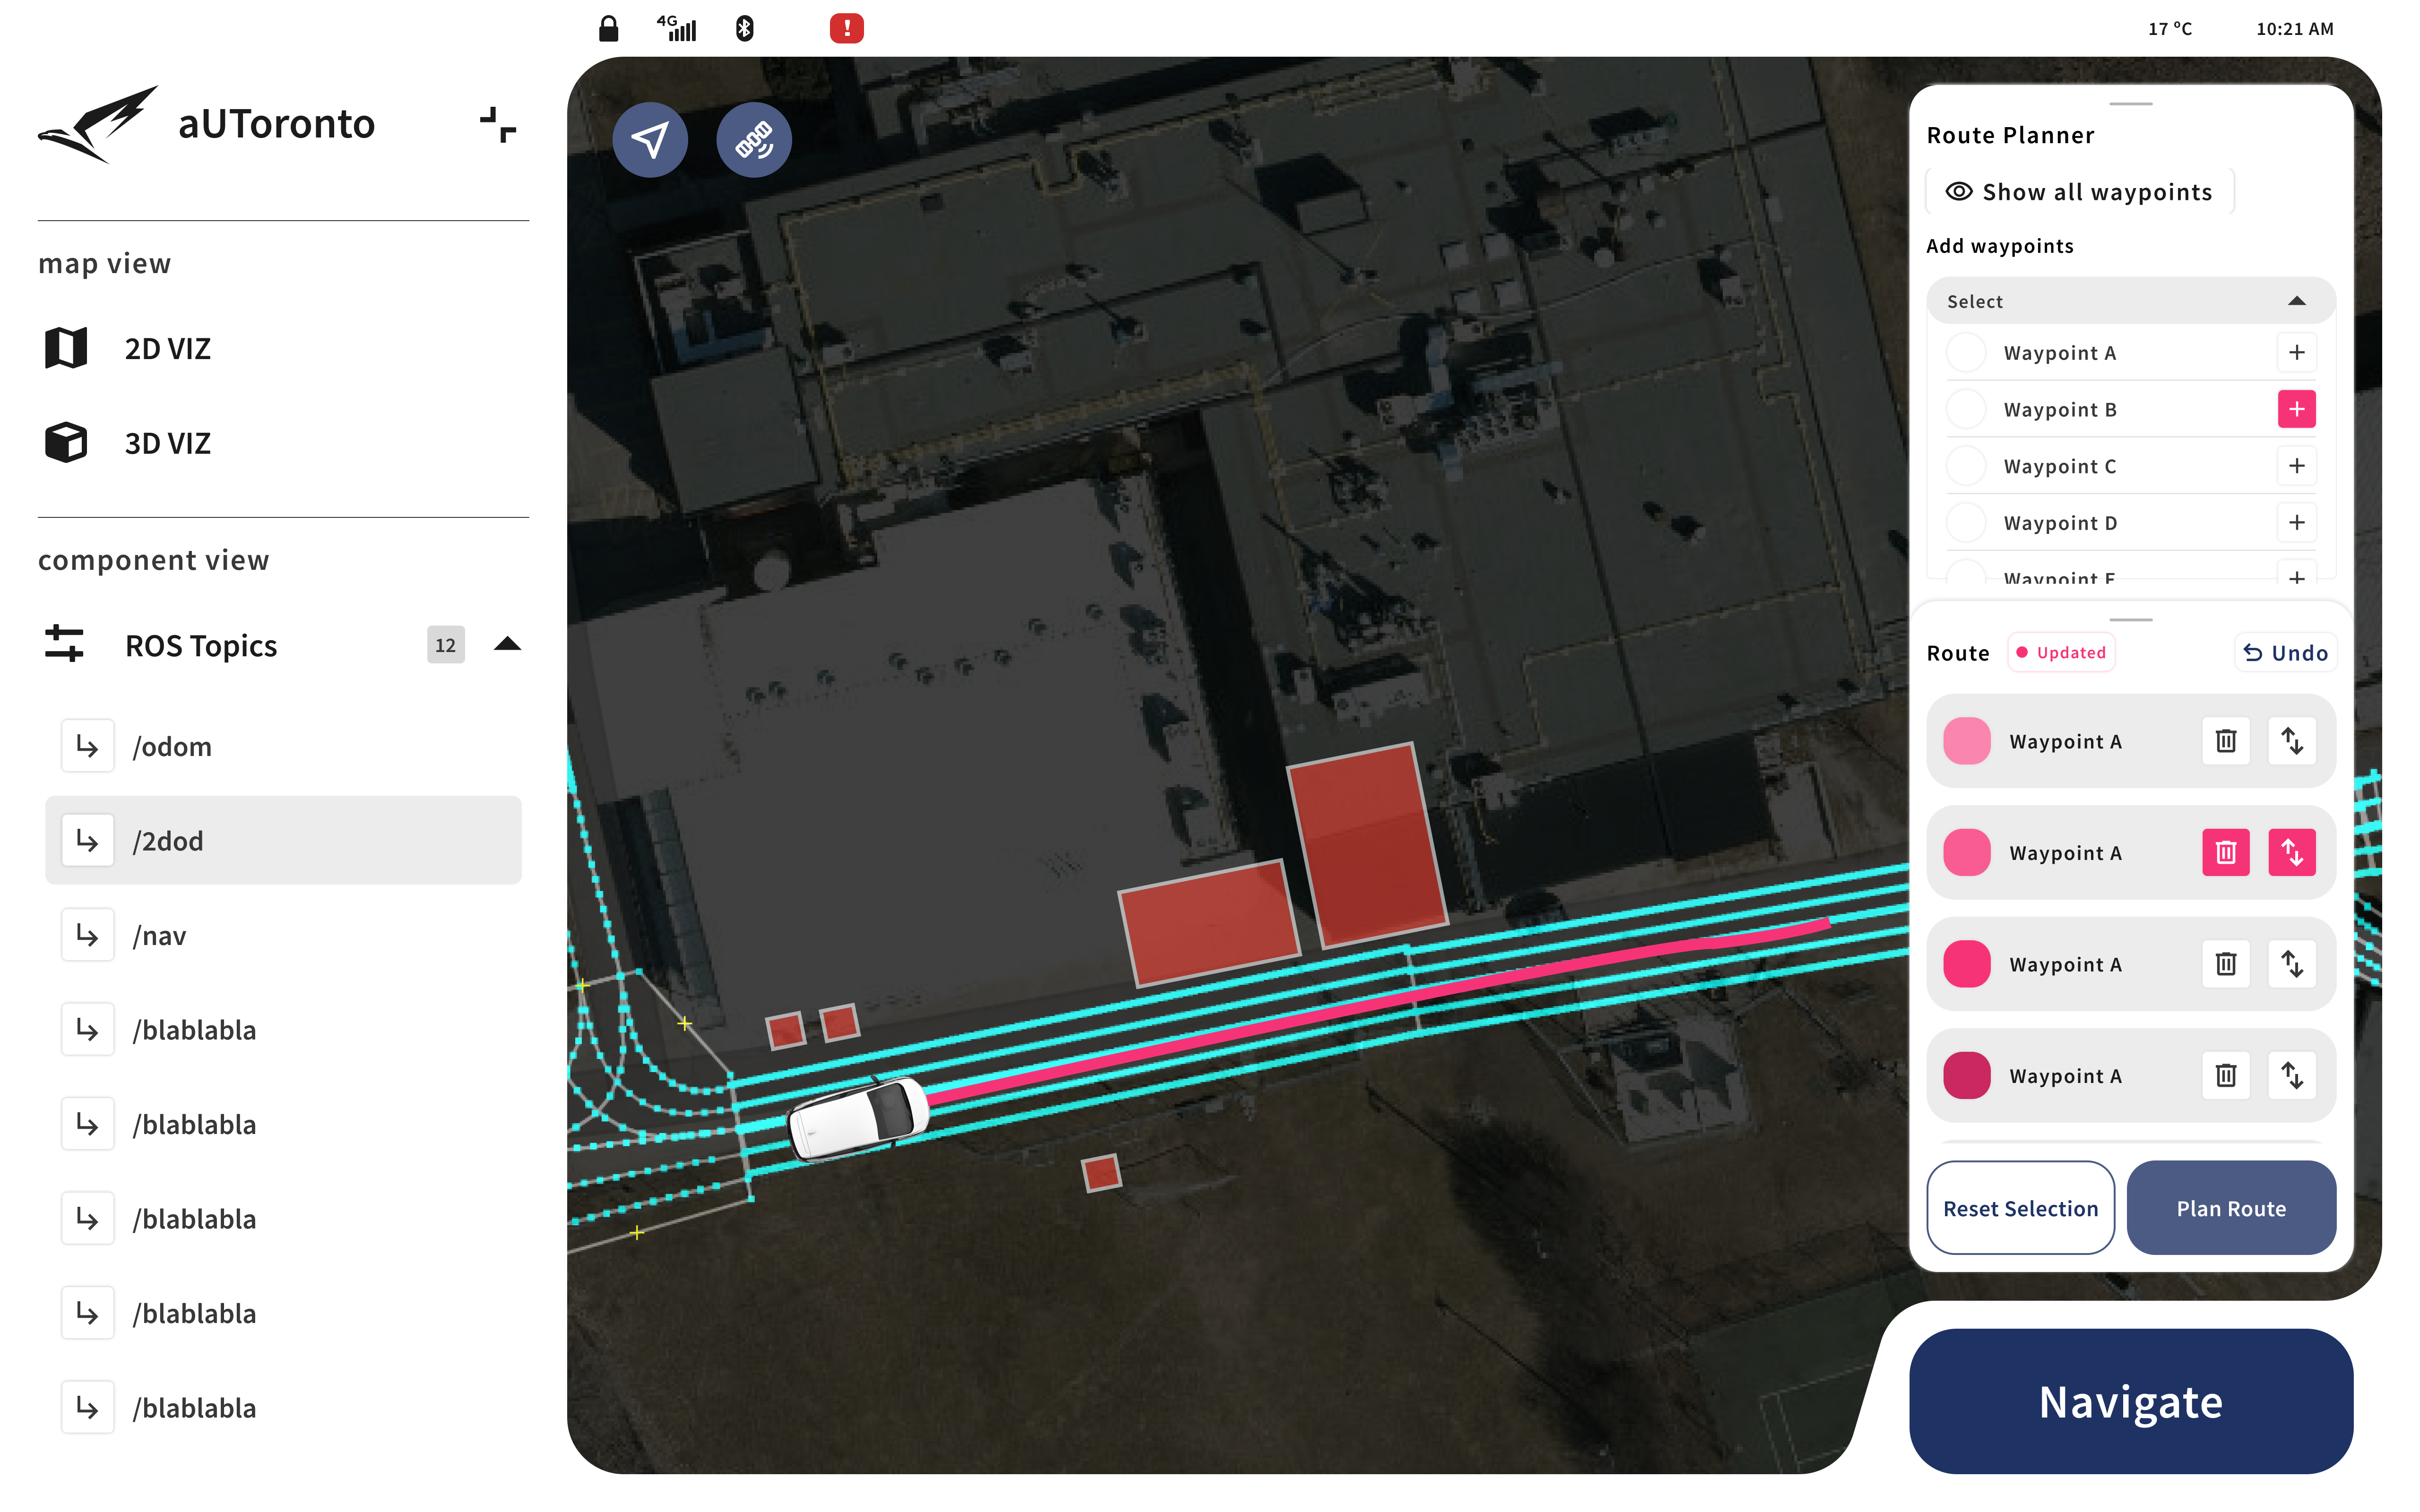 4G
!
17 °C
10:21 AM
aUToronto
map view
2D VIZ
3D VIZ
component view
ROS Topics
12
/odom
/2dod
/nav
/blablabla
/blablabla
/blablabla
/blablabla
/blablabla
Route Planner
Show all waypoints
Add waypoints
Select
Waypoint A
Waypoint B
Waypoint C
Waypoint D
Waypoint
Route
Updated
Undo
Waypoint A
Waypoint A
Waypoint A
Waypoint A
Reset Selection
Plan Route
Navigate